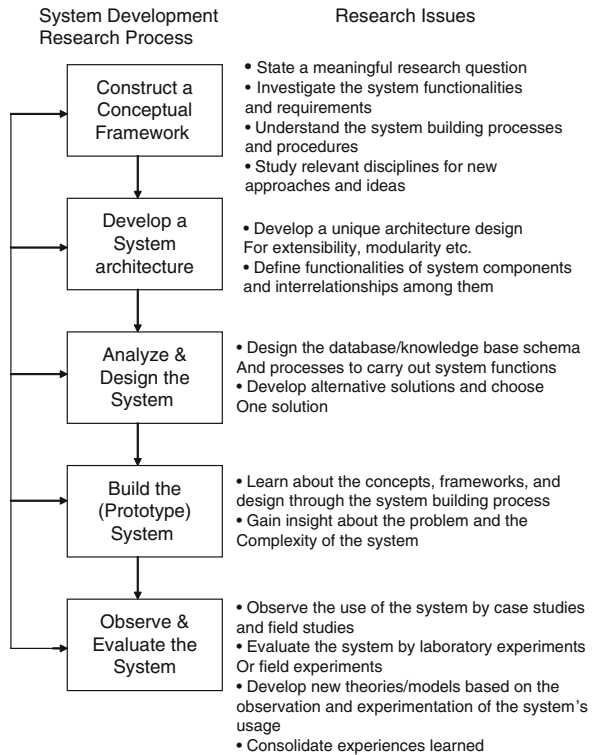 System Development
Research Process
Research Issues
Construct a
Conceptual
Framework
• State a meaningful research question
• Investigate the system functionalities
and requirements
• Understand the system building processes
and procedures
• Study relevant disciplines for new
approaches and ideas
Develop a
System
architecture
• Develop a unique architecture design
For extensibility, modularity etc.
• Define functionalities of system components
and interrelationships among them
Analyze &
Design the
System
• Design the database/knowledge base schema
And processes to carry out system functions
• Develop alternative solutions and choose
One solution
Build the
(Prototype)
System
• Learn about the concepts, frameworks, and
design through the system building process
• Gain insight about the problem and the
Complexity of the system
Observe &
Evaluate the
System
• Observe the use of the system by case studies
and field studies
• Evaluate the system by laboratory experiments
Or field experiments
• Develop new theories/models based on the
observation and experimentation of the system's
usage
• Consolidate experiences learned